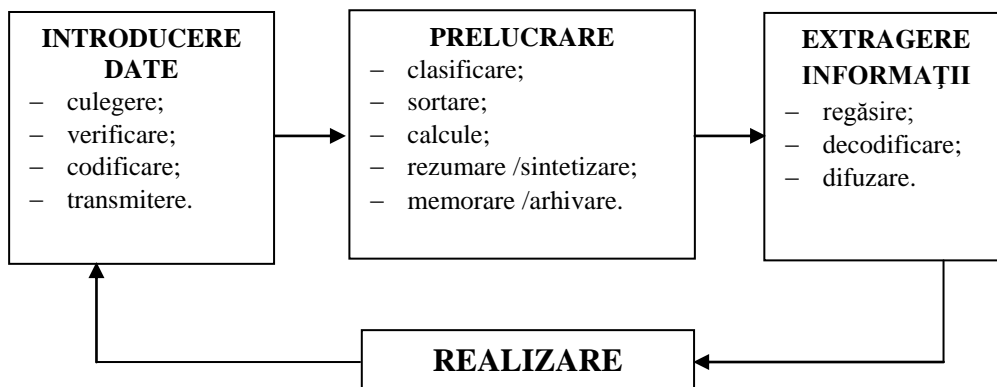 INTRODUCERE
DATE
– culegere;
– verificare;
– codificare;
– transmitere.
PRELUCRARE
– clasificare;
– sortare;
– calcule;
– rezumare /sintetizare;
– memorare /arhivare.
EXTRAGERE
INFORMAŢII
– regăsire;
– decodificare;
– difuzare.
REALIZARE